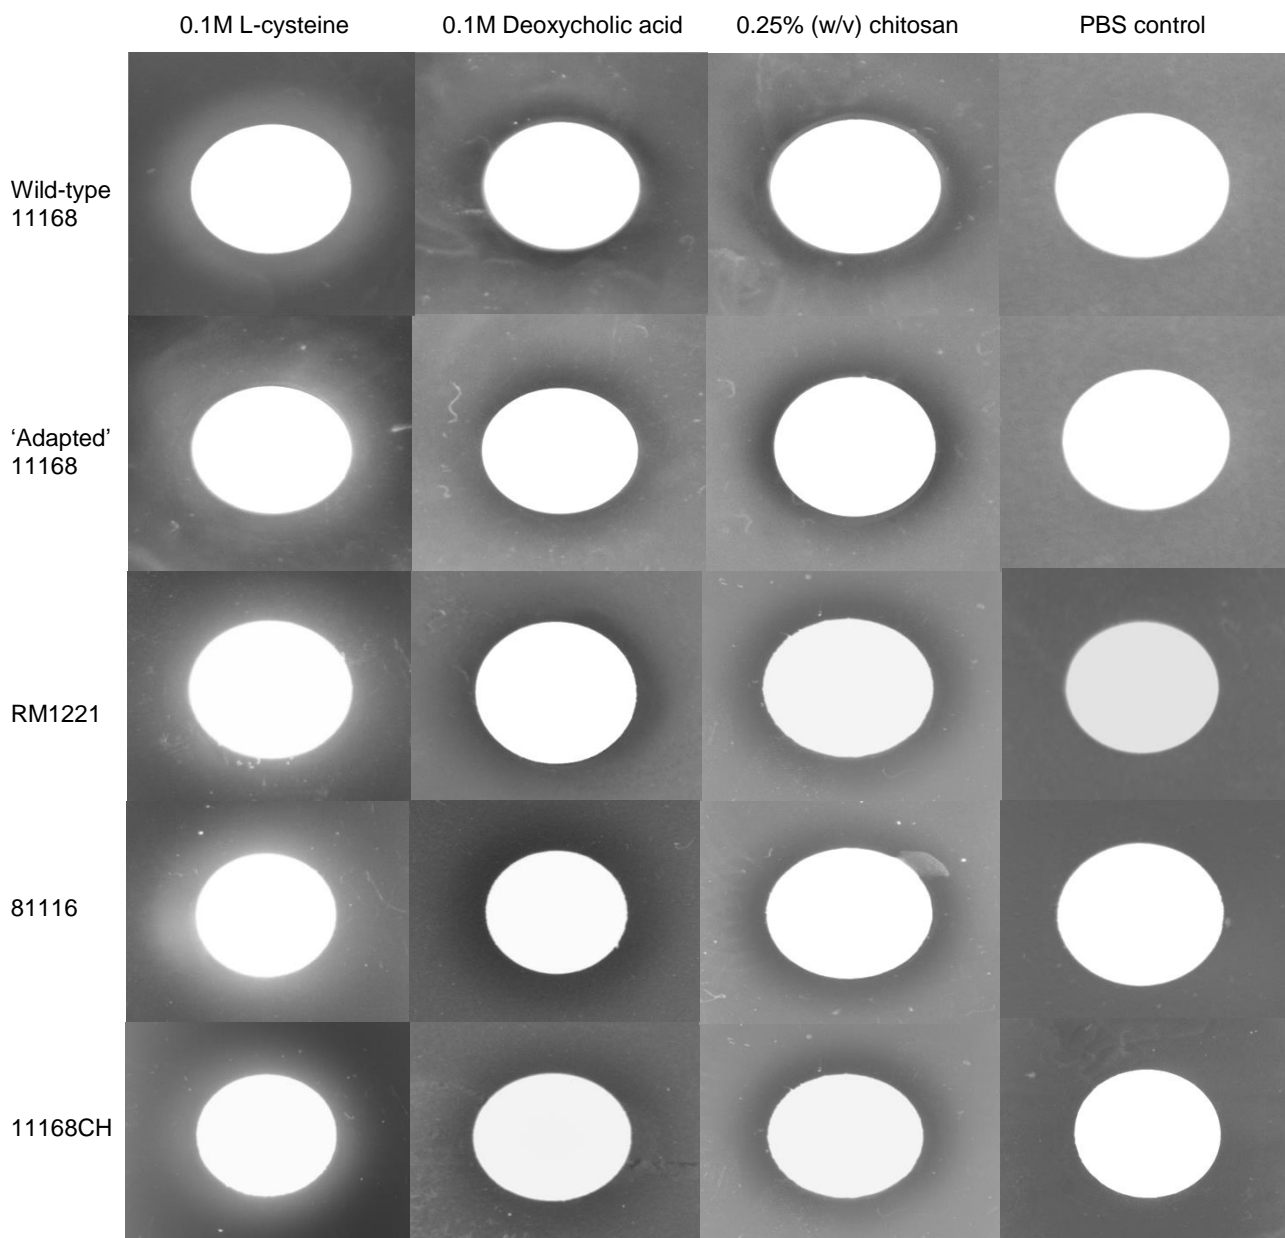 0.1M L-cysteine 0.1M Deoxycholic acid 0.25% (w/v) chitosan PBS control
Wild-type
11168
‘Adapted’
11168
RM1221
81116
11168CH